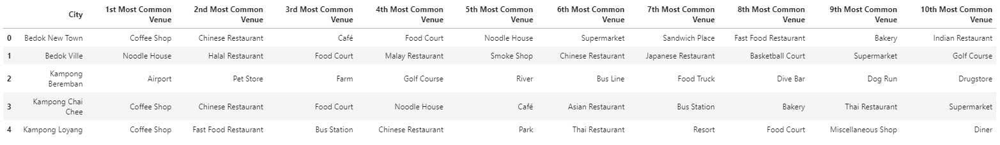 City 1st Most Common Venue 2nd Most Common Venue 3rd Most Common Venue 4th Most Common Venue 5th Most Common Venue 6th Most Common Venue 7th Most Common Venue 8th Most Common Venue 9th Most Common Venue 10th Most Common Venue
0 Bedok New Town Coffee Shop Chinese Restaurant Café Food Court Noodle House Supermarket Sandwich Place Fast Food Restaurant Bakery Indian Restaurant
1 Bedok Ville Noodle House Halal Restaurant Food Court Malay Restaurant Smoke Shop Chinese Restaurant Japanese Restaurant Basketball Court Supermarket Golf Course
2 Kampong Beremban Airport Pet Store Farm Golf Course River Bus Line Food Truck Dive Bar Dog Run Drugstore
3 Kampong Chai Chee Coffee Shop Chinese Restaurant Food Court Noodle House Café Asian Restaurant Bus Station Bakery Thai Restaurant Supermarket
4 Kampong Loyang Coffee Shop Fast Food Restaurant Bus Station Chinese Restaurant Park Thai Restaurant Resort Food Court Miscellaneous Shop Diner